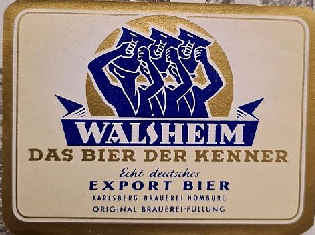 WALSHEIM
DAS BIER DER KENNER
Echt deutsches
EXPORT BIER
KARLSBERG BRAUEREI HOMBURG
ORIGINAL BRAUEREI-FÜLLUNG